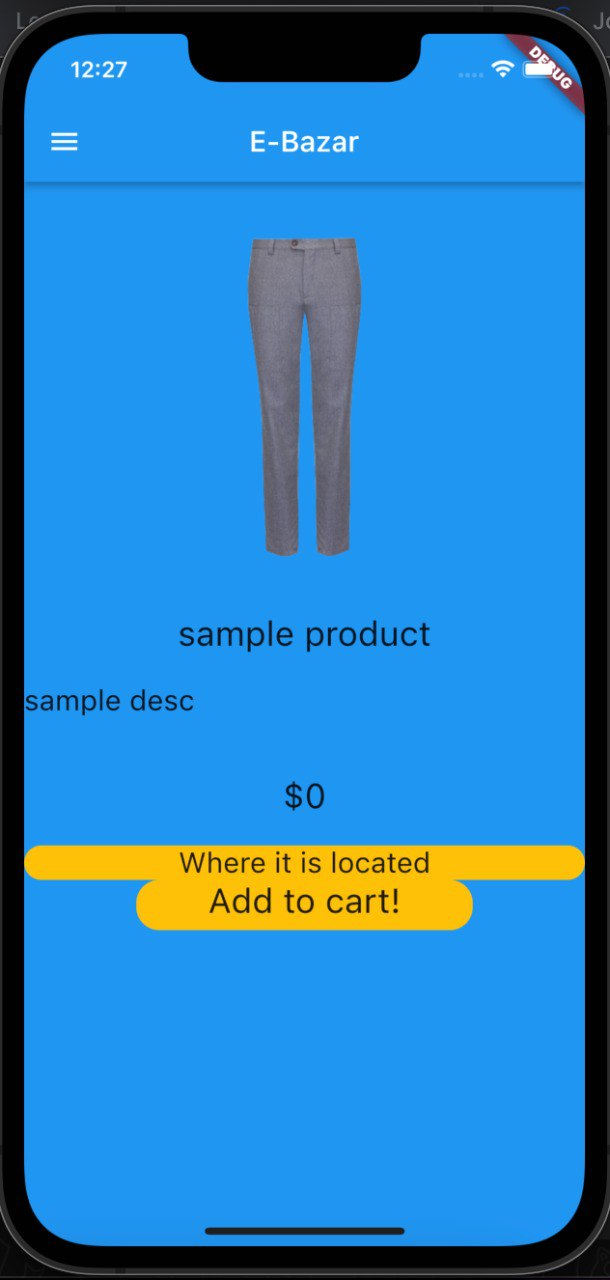 12:27
DEBUG
E-Bazar
sample product
sample desc
$0
Where it is located
Add to cart!